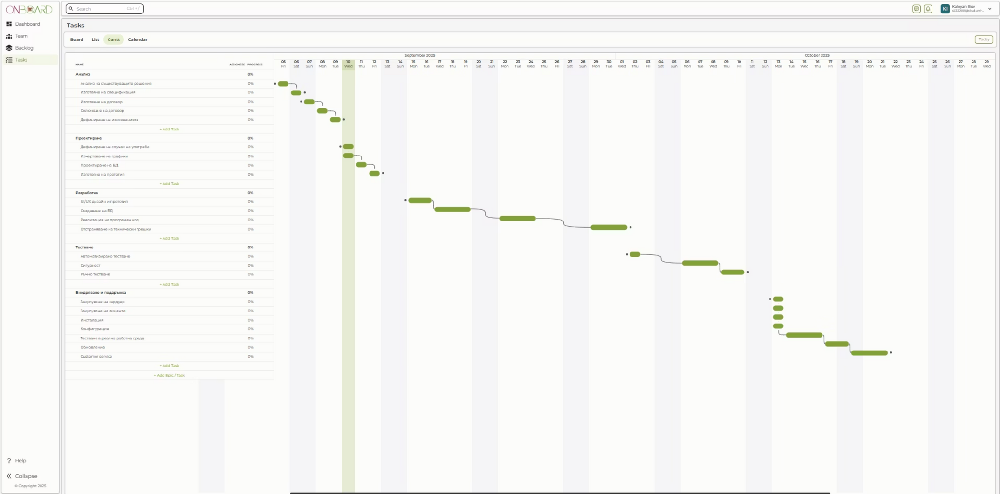 ONBOARD
Search Ctrl + /
KI Kaloyan Iliev
Dashboard
Team
Backlog
Tasks
Tasks
Board List Gantt Calendar
Today
September 2025 October 2025
NAME ASSIGNEES PROGRESS
05 06 07 08 09 10 11 12 13 14 15 16 17 18 19 20 21 22 23 24 25 26 27 28 29 30 01 02 03 04 05 06 07 08 09 10 11 12 13 14 15 16 17 18 19 20 21 22 23 24 25 26 27 28 29
Fri Sat Sun Mon Tue Wed Thu Fri Sat Sun Mon Tue Wed Thu Fri Sat Sun Mon Tue Wed Thu Fri Sat Sun Mon Tue Wed Thu Fri Sat Sun Mon Tue Wed Thu Fri Sat Sun Mon Tue Wed Thu Fri Sat Sun Mon Tue Wed Thu Fri Sat Sun Mon Tue Wed
Анализ 0%
Анализ на съществуващите решения 0%
Изготвяне на спецификация 0%
Изготвяне на договор 0%
Сключване на договор 0%
Дефиниране на изискванията 0%
+ Add Task
Проектиране 0%
Дефиниране на случаи на употреба 0%
Изчертаване на графики 0%
Проектиране на БД 0%
Изготвяне на прототип 0%
+ Add Task
Разработка 0%
UI/UX дизайн и прототип 0%
Създаване на БД 0%
Реализация на програмен код 0%
Отстраняване на технически грешки 0%
+ Add Task
Тестване 0%
Автоматизирано тестване 0%
Сигурност 0%
Ръчно тестване 0%
+ Add Task
Внедряване и поддръжка 0%
Закупуване на хардуер 0%
Закупуване на лицензи 0%
Инсталация 0%
Конфигурация 0%
Тестване в реална работна среда 0%
Обновление 0%
Customer service 0%
+ Add Task
+ Add Epic / Task
? Help
Collapse
© Copyright 2025